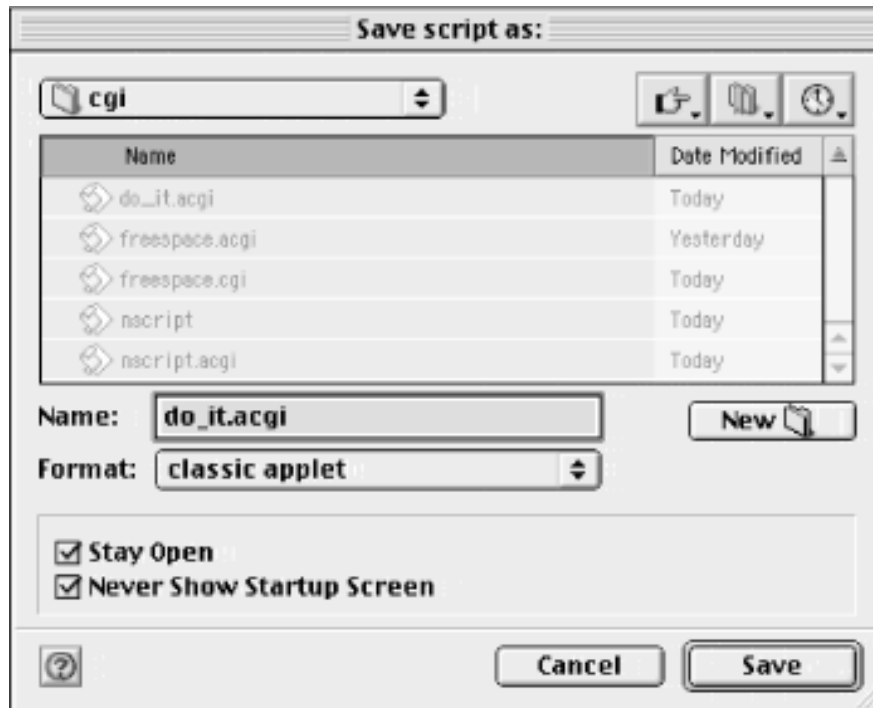 Save script as:
cgi
Name Date Modified
do_it.acgi Today
freespace.acgi Yesterday
freespace.cgi Today
nscript Today
nscript.acgi Today
Name: do_it.acgi New
Format: classic applet
Stay Open
Never Show Startup Screen
? Cancel Save